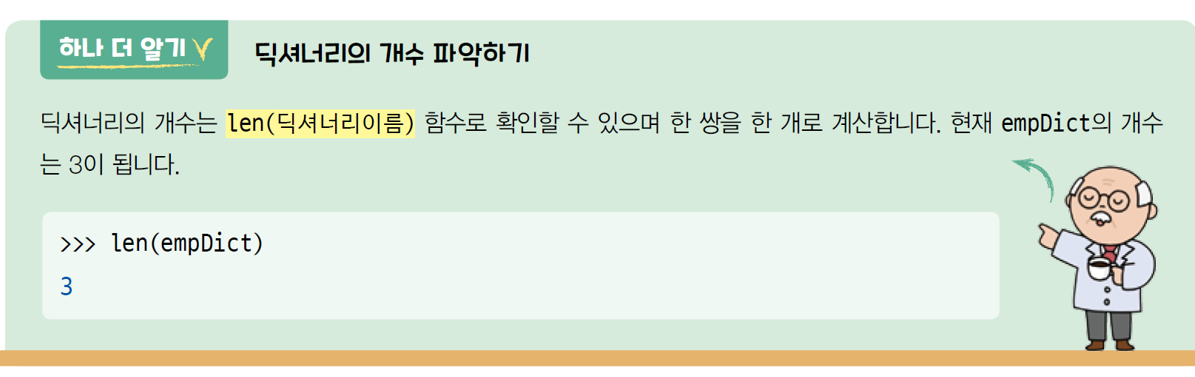 하나 더 알기
딕셔너리의 개수 파악하기
딕셔너리의 개수는 len(딕셔너리이름) 함수로 확인할 수 있으며 한 쌍을 한 개로 계산합니다. 현재 empDict의 개수
는 3이 됩니다.
>>> len(empDict)
3